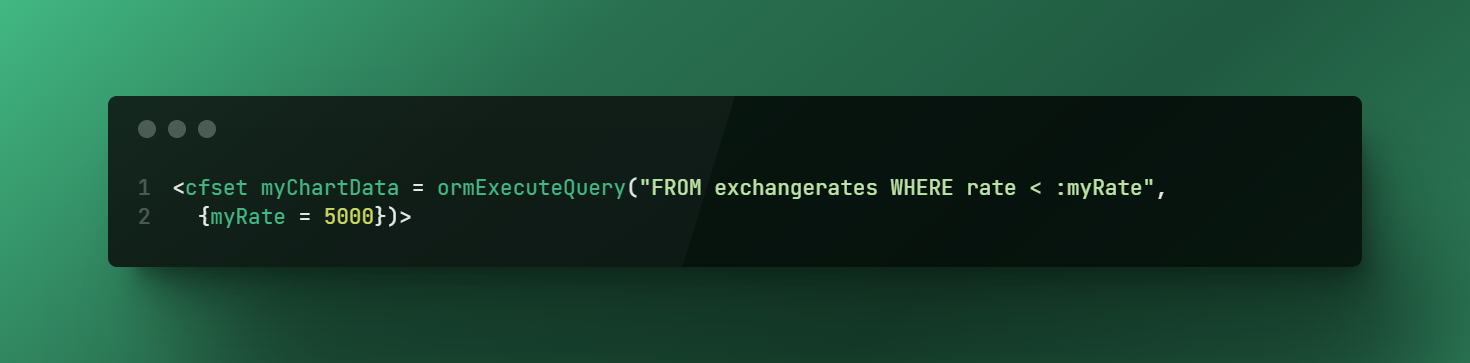 1 <cfset myChartData = ormExecuteQuery("FROM exchangerates WHERE rate < :myRate",
2 {myRate = 5000})>